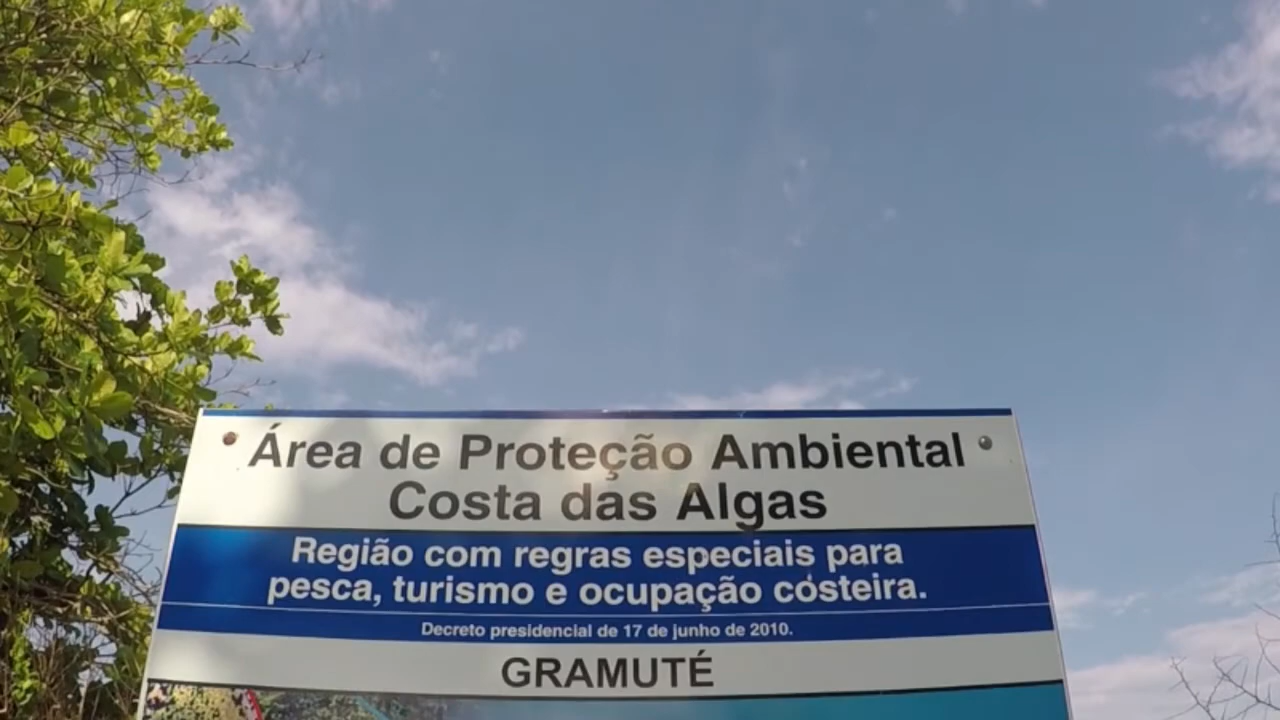 Área de Proteção Ambiental
Costa das Algas
Região com regras especiais para
pesca, turismo e ocupação costeira.
Decreto presidencial de 17 de junho de 2010.
GRAMUTÉ